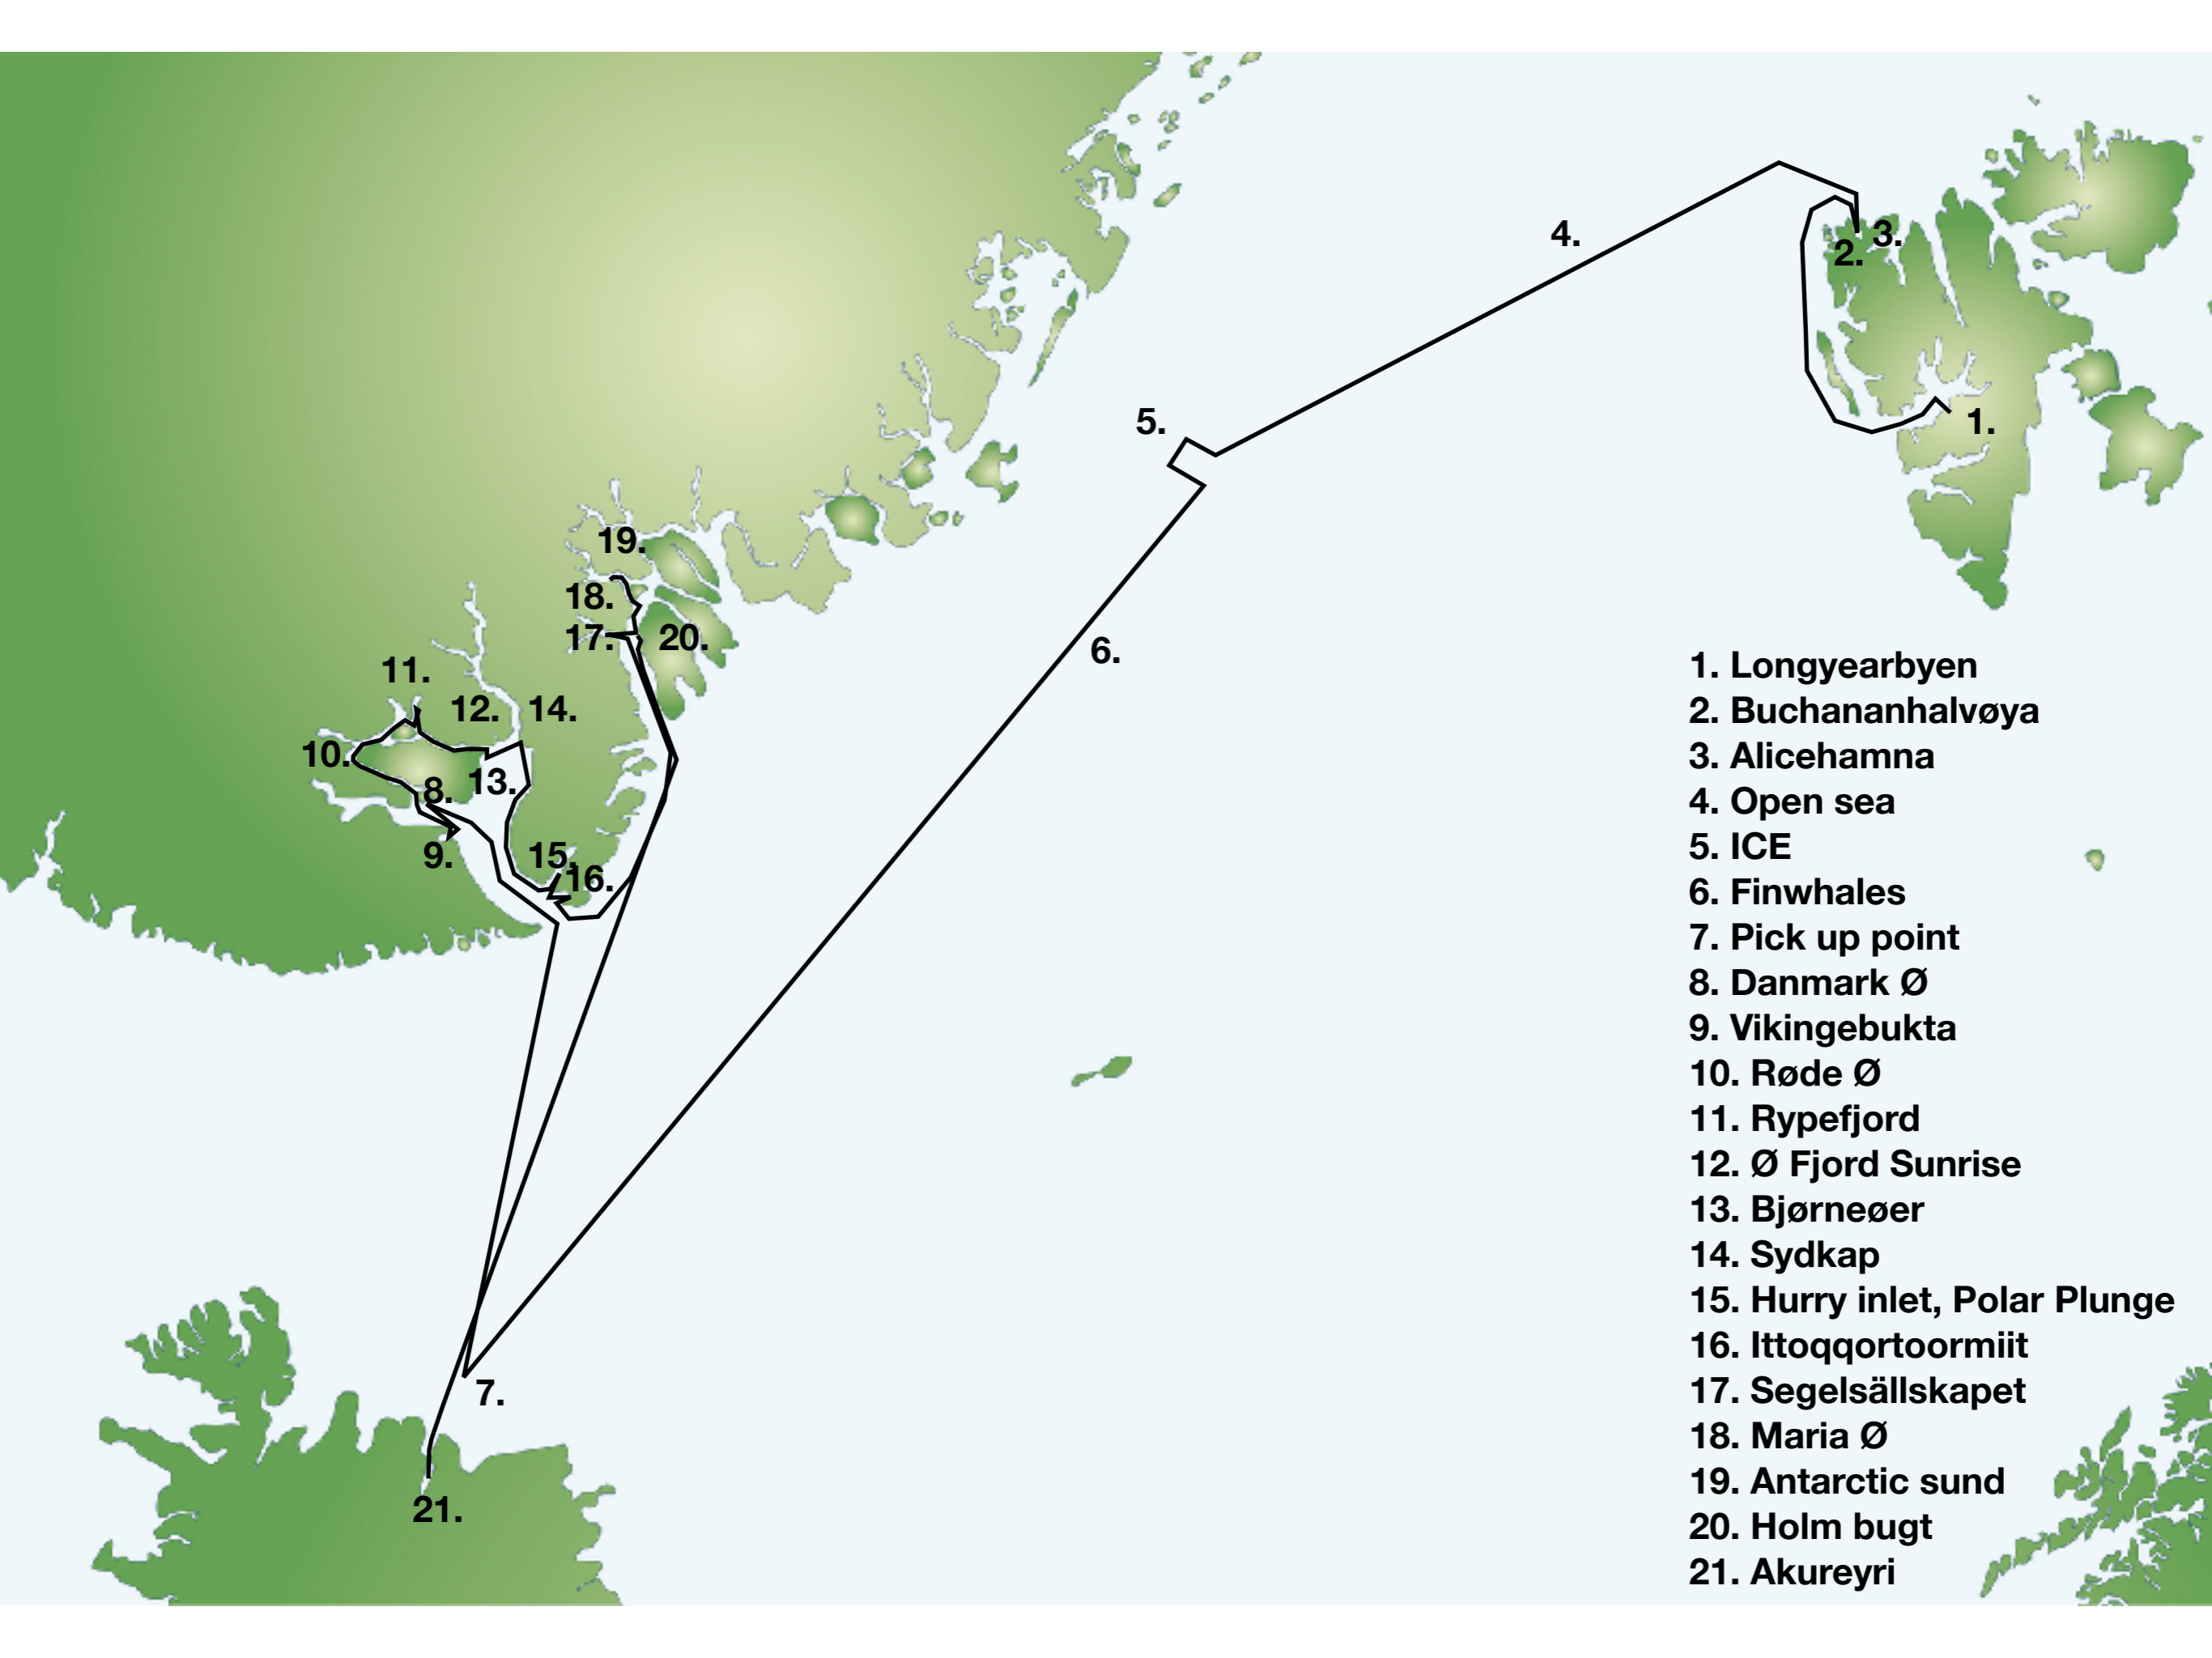 4.
3.
2.
5.
1.
19.
18.
17.
20.
6.
11.
12.
14.
10.
13.
8.
9.
15.
16.
7.
21.
1. Longyearbyen
2. Buchananhalvøya
3. Alicehamna
4. Open sea
5. ICE
6. Finwhales
7. Pick up point
8. Danmark Ø
9. Vikingebukta
10. Røde Ø
11. Rypefjord
12. Ø Fjord Sunrise
13. Bjørneøer
14. Sydkap
15. Hurry inlet, Polar Plunge
16. Ittoqqortoormiit
17. Segelsällskapet
18. Maria Ø
19. Antarctic sund
20. Holm bugt
21. Akureyri